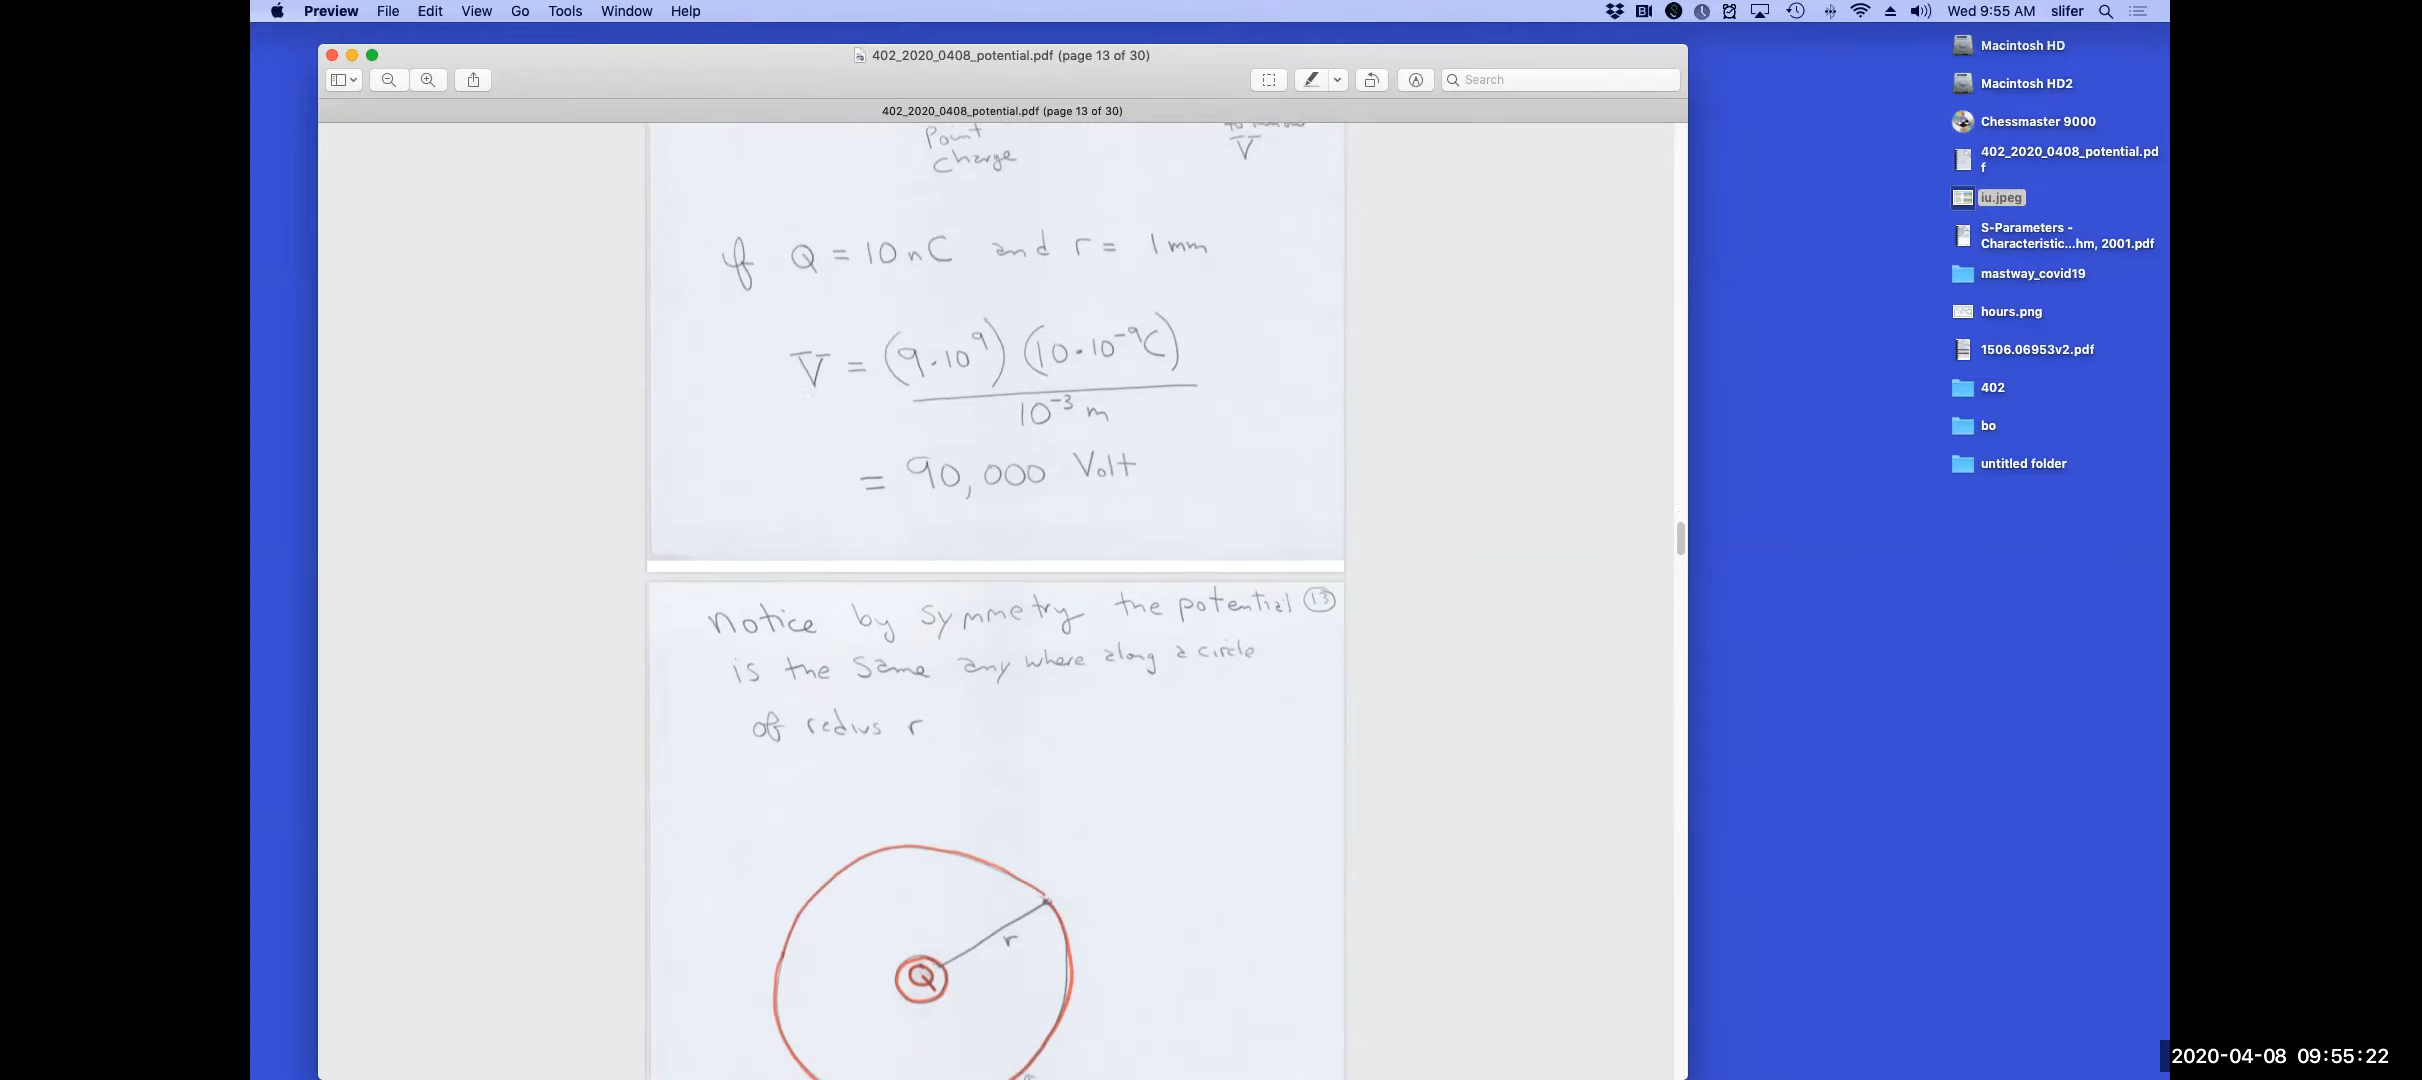 Preview File Edit View Go Tools Window Help
Wed 9:55 AM slifer
402_2020_0408_potential.pdf (page 13 of 30)
Search
402_2020_0408_potential.pdf (page 13 of 30)
Point
Charge
V
if Q = 10 nC and r = 1 mm
V = (9·10⁹) (10·10⁻⁹C)
10⁻³ m
= 90,000 Volt
notice by symmetry the potential 13
is the same any where along a circle
of radius r
r
Q
Macintosh HD
Macintosh HD2
Chessmaster 9000
402_2020_0408_potential.pd
f
iu.jpeg
S-Parameters -
Characteristic...hm, 2001.pdf
mastway_covid19
hours.png
1506.06953v2.pdf
402
bo
untitled folder
2020-04-08 09:55:22